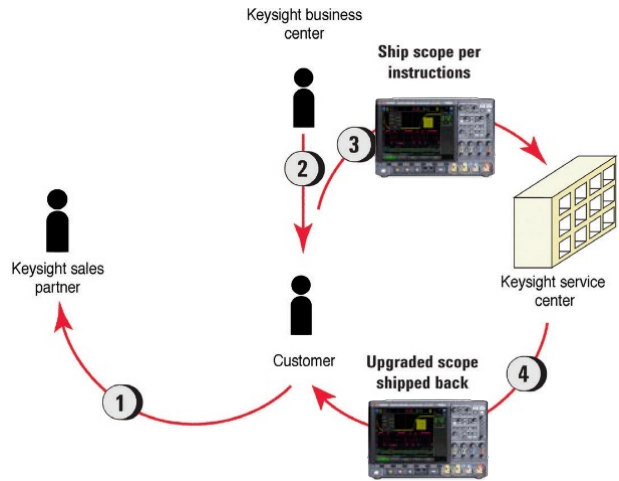 Keysight business
center
Ship scope per
instructions
3
2
Keysight sales
partner
Keysight service
center
Customer
Upgraded scope
shipped back
4
1